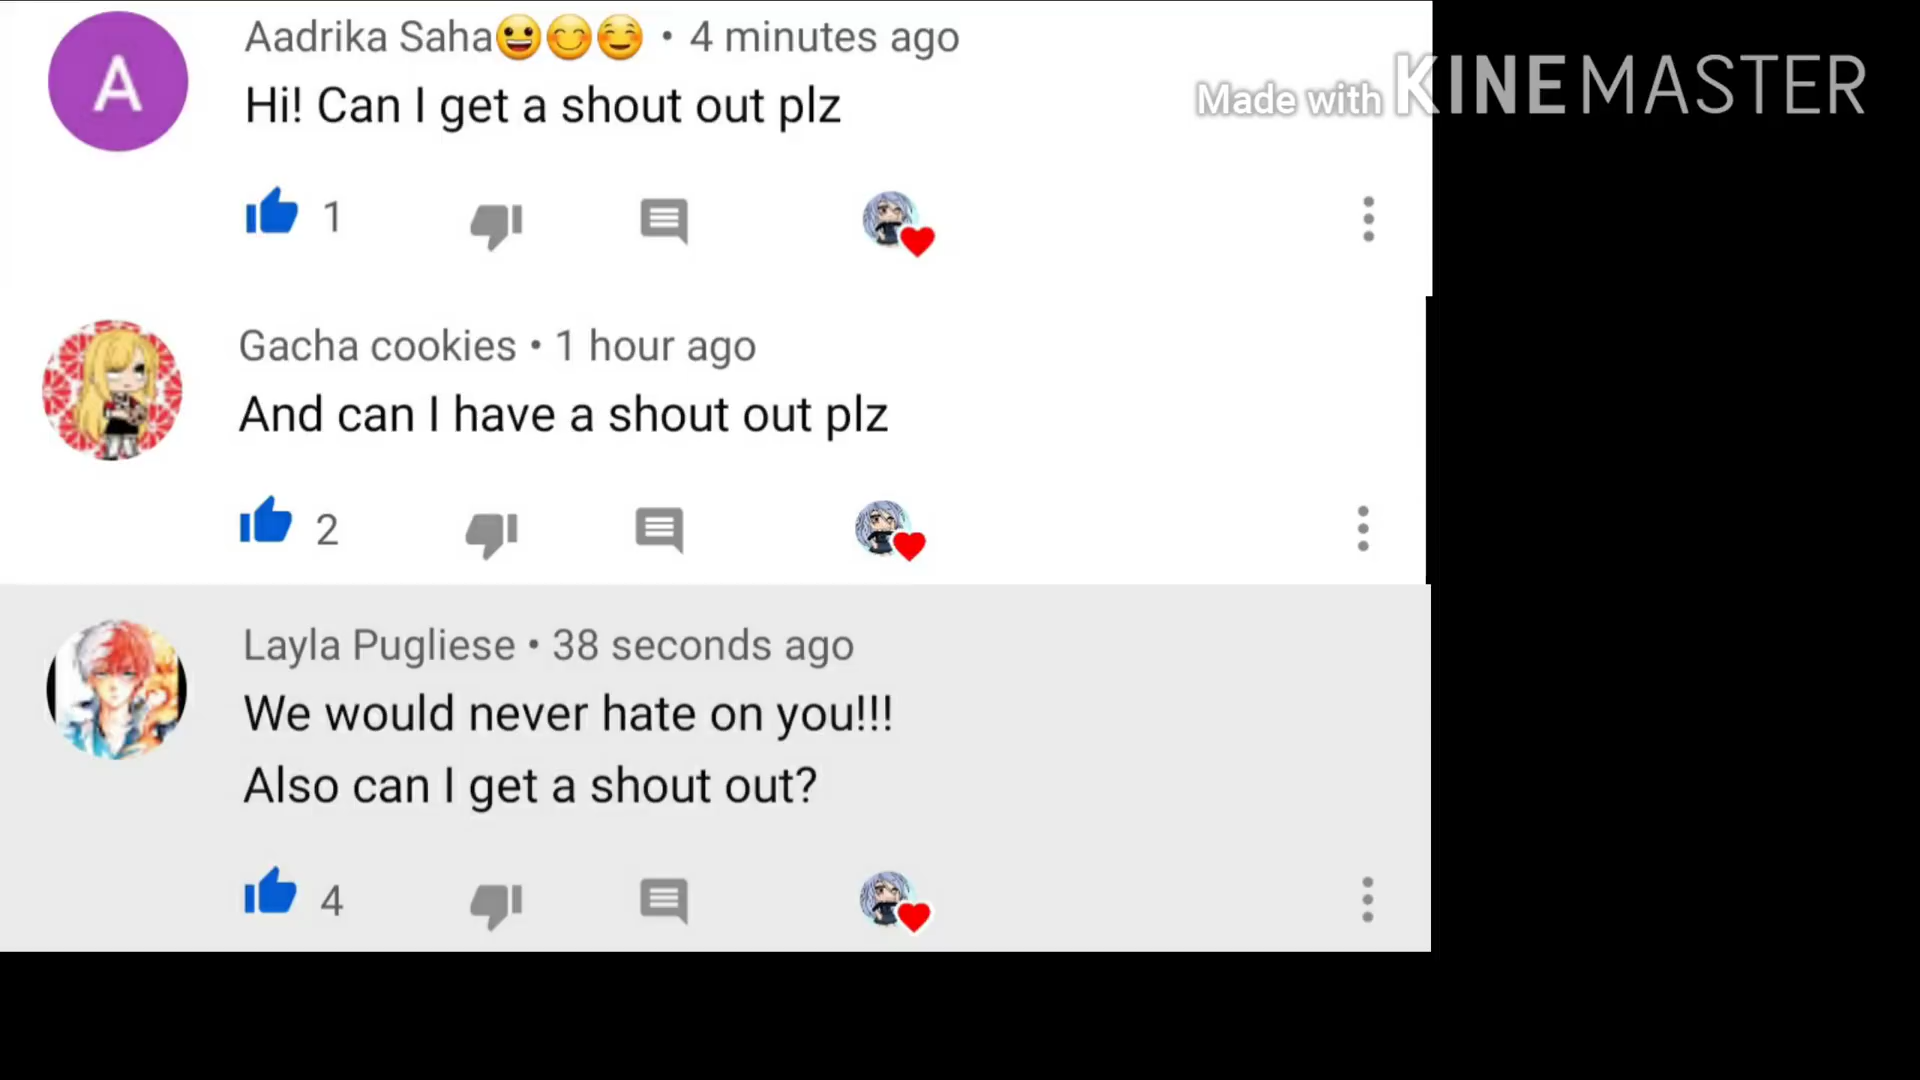 Aadrika Saha😀😊☺️ • 4 minutes ago
Hi! Can I get a shout out plz
Made with KINEMASTER
1
Gacha cookies • 1 hour ago
And can I have a shout out plz
2
Layla Pugliese • 38 seconds ago
We would never hate on you!!!
Also can I get a shout out?
4